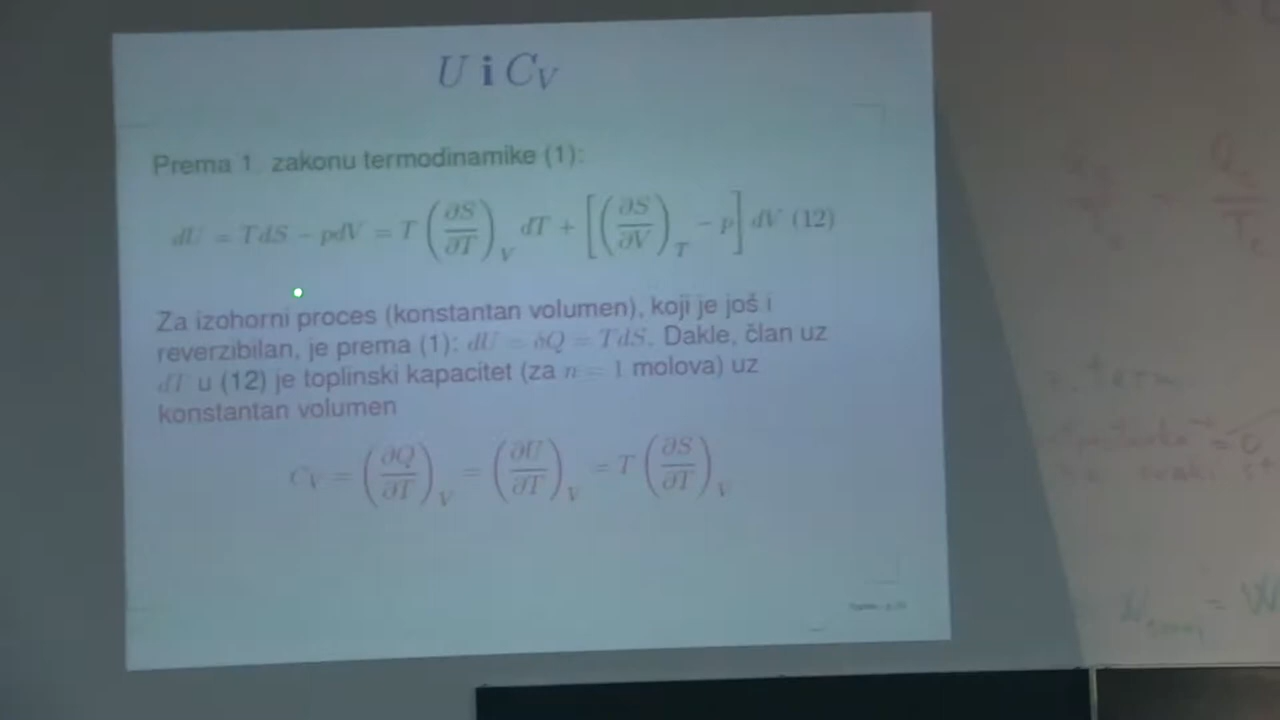 U i C_V
Prema 1. zakonu termodinamike (1):
dU = TdS − pdV = T (∂S/∂T)_V dT + [(∂S/∂V)_T − p] dV (12)
Za izohorni proces (konstantan volumen), koji je još i
reverzibilan, je prema (1): dU = δQ = TdS. Dakle, član uz
dT u (12) je toplinski kapacitet (za n = 1 molova) uz
konstantan volumen
C_V = (∂Q/∂T)_V = (∂U/∂T)_V = T (∂S/∂T)_V